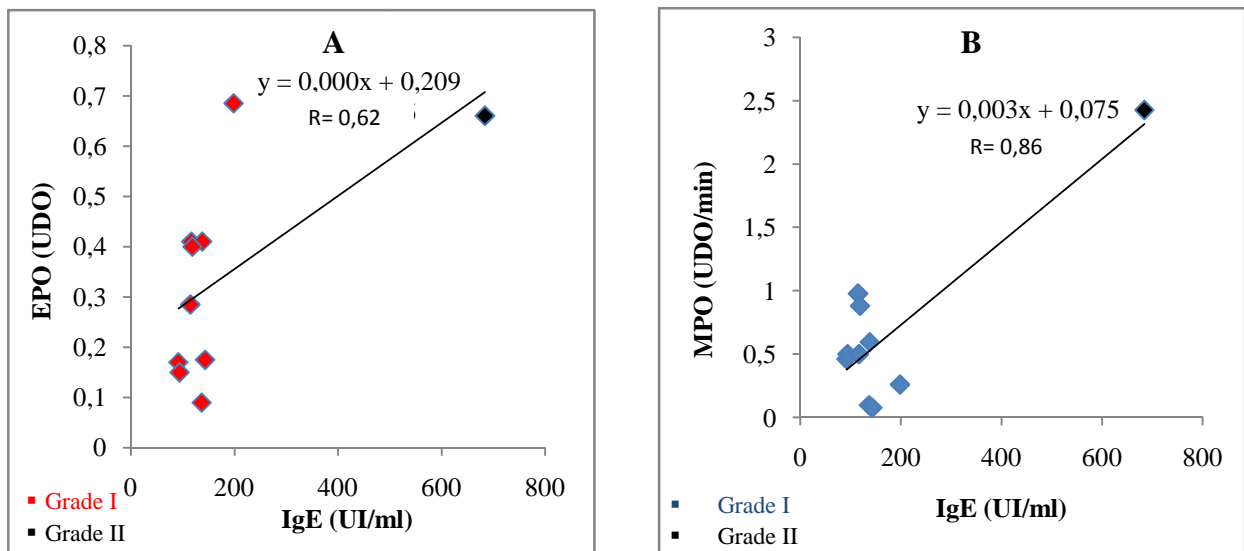 A
y = 0,000x + 0,209
R= 0,62
0,8
0,7
0,6
0,5
0,4
0,3
0,2
0,1
0
EPO (UDO)
0 200 400 600 800
IgE (UI/ml)
Grade I
Grade II
B
y = 0,003x + 0,075
R= 0,86
3
2,5
2
1,5
1
0,5
0
MPO (UDO/min)
0 200 400 600 800
IgE (UI/ml)
Grade I
Grade II